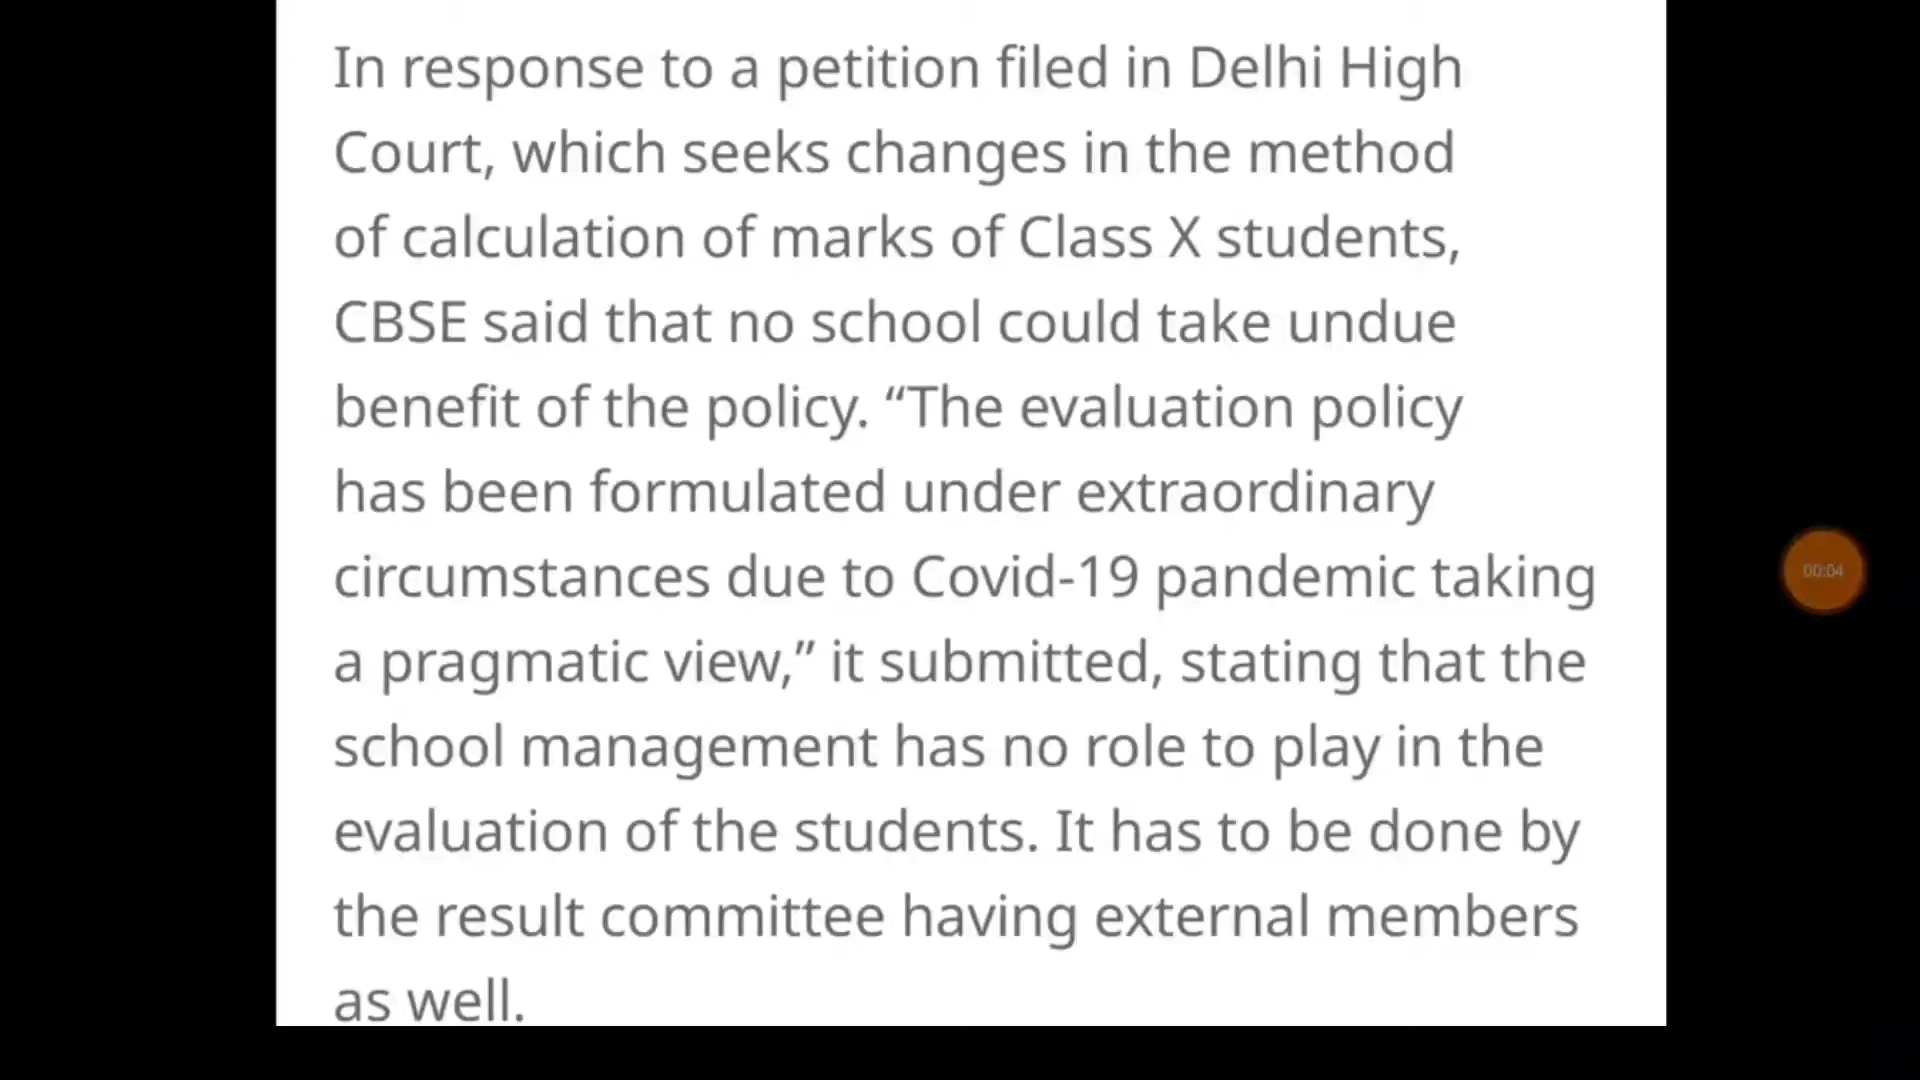 In response to a petition filed in Delhi High
Court, which seeks changes in the method
of calculation of marks of Class X students,
CBSE said that no school could take undue
benefit of the policy. “The evaluation policy
has been formulated under extraordinary
circumstances due to Covid-19 pandemic taking
a pragmatic view,” it submitted, stating that the
school management has no role to play in the
evaluation of the students. It has to be done by
the result committee having external members
as well.
00:04